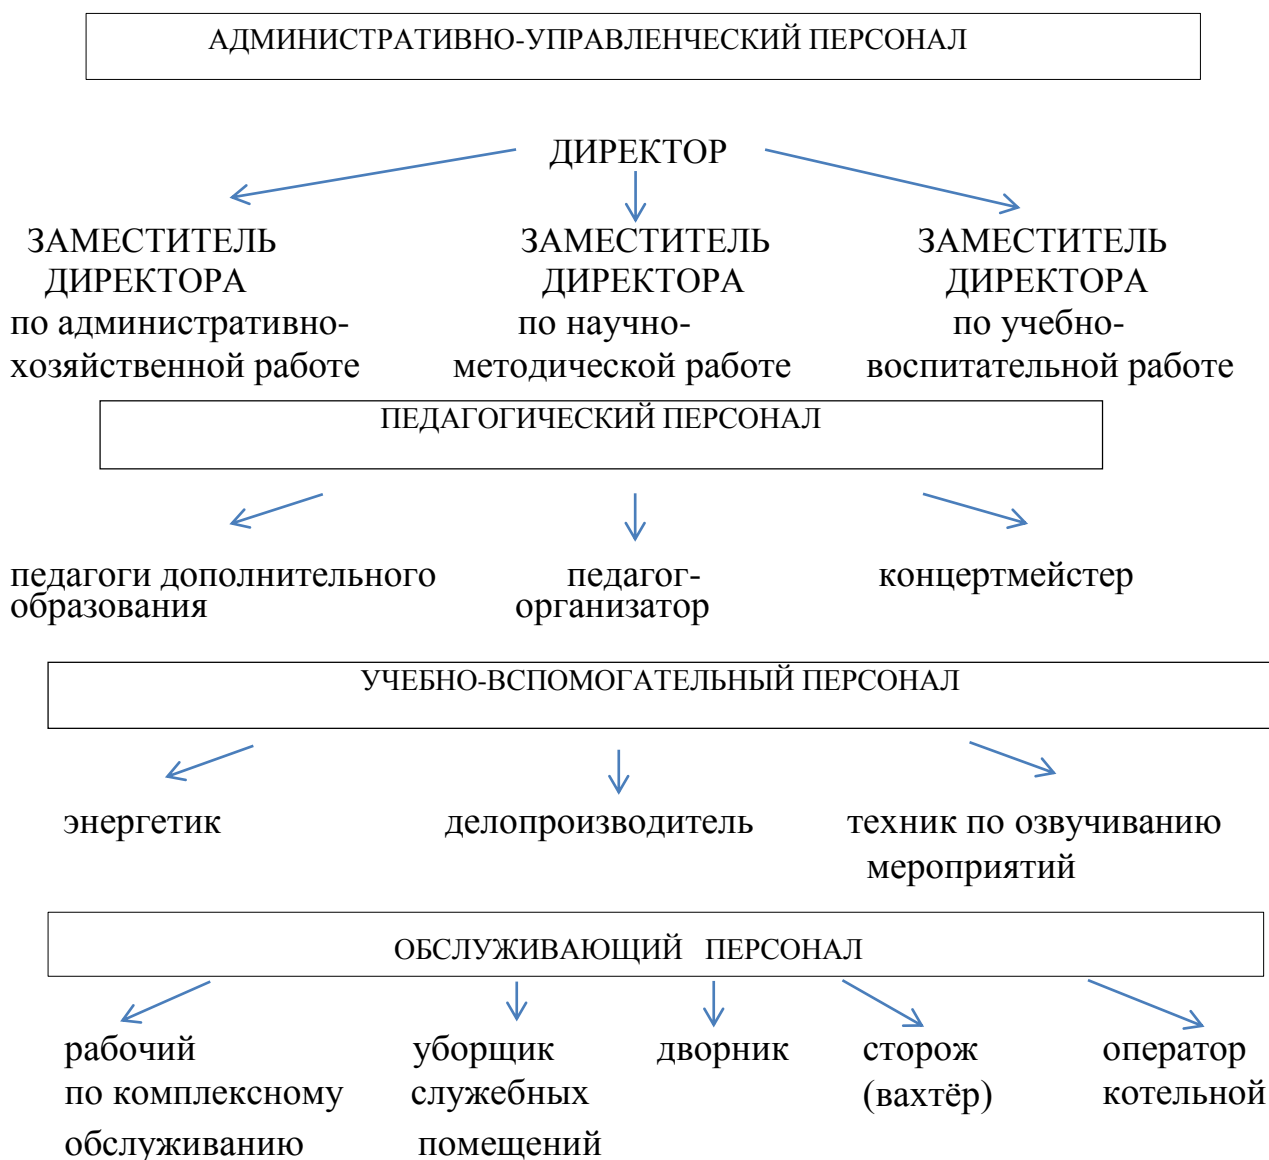 АДМИНИСТРАТИВНО-УПРАВЛЕНЧЕСКИЙ ПЕРСОНАЛ
ДИРЕКТОР
ЗАМЕСТИТЕЛЬ
ДИРЕКТОРА
по административно-
хозяйственной работе
ЗАМЕСТИТЕЛЬ
ДИРЕКТОРА
по научно-
методической работе
ЗАМЕСТИТЕЛЬ
ДИРЕКТОРА
по учебно-
воспитательной работе
ПЕДАГОГИЧЕСКИЙ ПЕРСОНАЛ
педагоги дополнительного
образования
педагог-
организатор
концертмейстер
УЧЕБНО-ВСПОМОГАТЕЛЬНЫЙ ПЕРСОНАЛ
энергетик
делопроизводитель
техник по озвучиванию
мероприятий
ОБСЛУЖИВАЮЩИЙ ПЕРСОНАЛ
рабочий
по комплексному
обслуживанию
уборщик
служебных
помещений
дворник
сторож
(вахтёр)
оператор
котельной